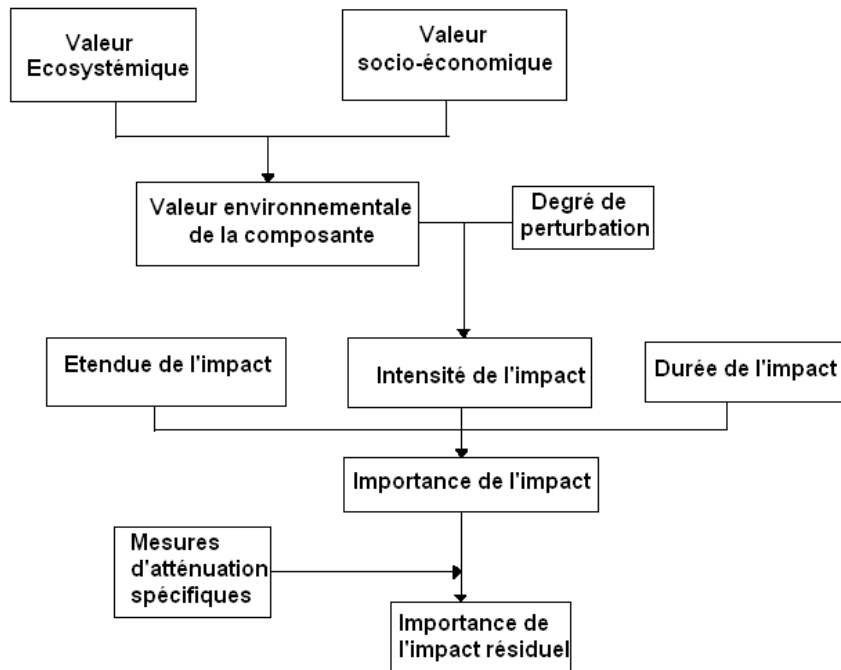 Valeur
Ecosystémique
Valeur
socio-économique
Valeur environnementale
de la composante
Degré de
perturbation
Etendue de l'impact
Intensité de l'impact
Durée de l'impact
Importance de l'impact
Mesures
d'atténuation
spécifiques
Importance de
l'impact résiduel